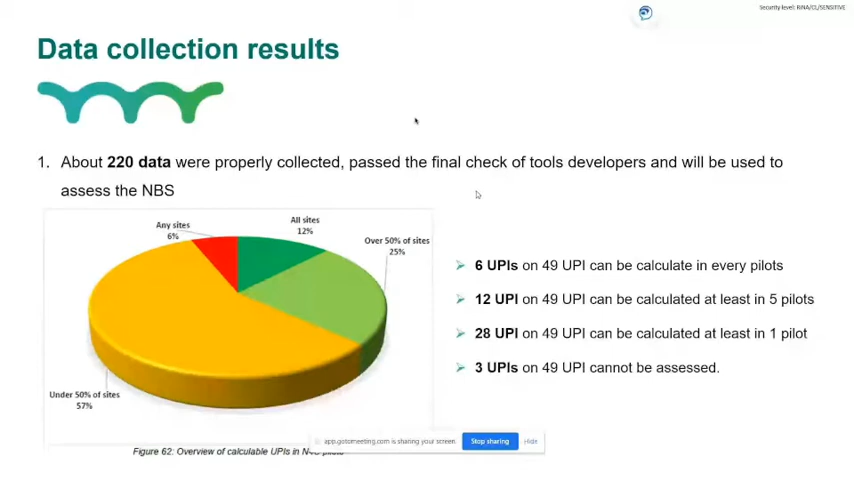 Security level: RINA/CL/SENSITIVE
Data collection results
1. About 220 data were properly collected, passed the final check of tools developers and will be used to
assess the NBS
Any sites
6%
All sites
12%
Over 50% of sites
25%
Under 50% of sites
57%
➢ 6 UPIs on 49 UPI can be calculate in every pilots
➢ 12 UPI on 49 UPI can be calculated at least in 5 pilots
➢ 28 UPI on 49 UPI can be calculated at least in 1 pilot
➢ 3 UPIs on 49 UPI cannot be assessed.
app.gotomeeting.com is sharing your screen.
Stop sharing
Hide
Figure 62: Overview of calculable UPIs in